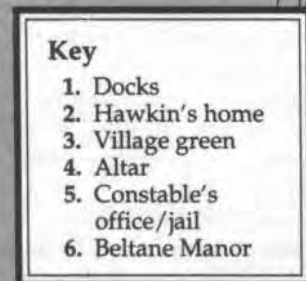 Key
1. Docks
2. Hawkin's home
3. Village green
4. Altar
5. Constable's
office/jail
6. Beltane Manor